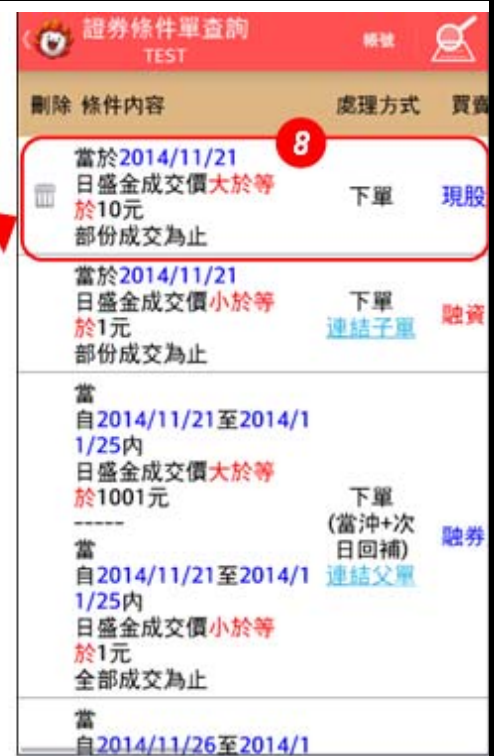 證券條件單查詢
TEST
帳號
刪除 條件內容 處理方式 買賣
8
當於2014/11/21
日盛金成交價大於等
於10元
部份成交為止
下單
現股
當於2014/11/21
日盛金成交價小於等
於1元
部份成交為止
下單
連結子單
融資
當
自2014/11/21至2014/1
1/25內
日盛金成交價大於等
於1001元
-----
當
自2014/11/21至2014/1
1/25內
日盛金成交價小於等
於1元
全部成交為止
下單
(當沖+次
日回補)
連結父單
融券
當
自2014/11/26至2014/1